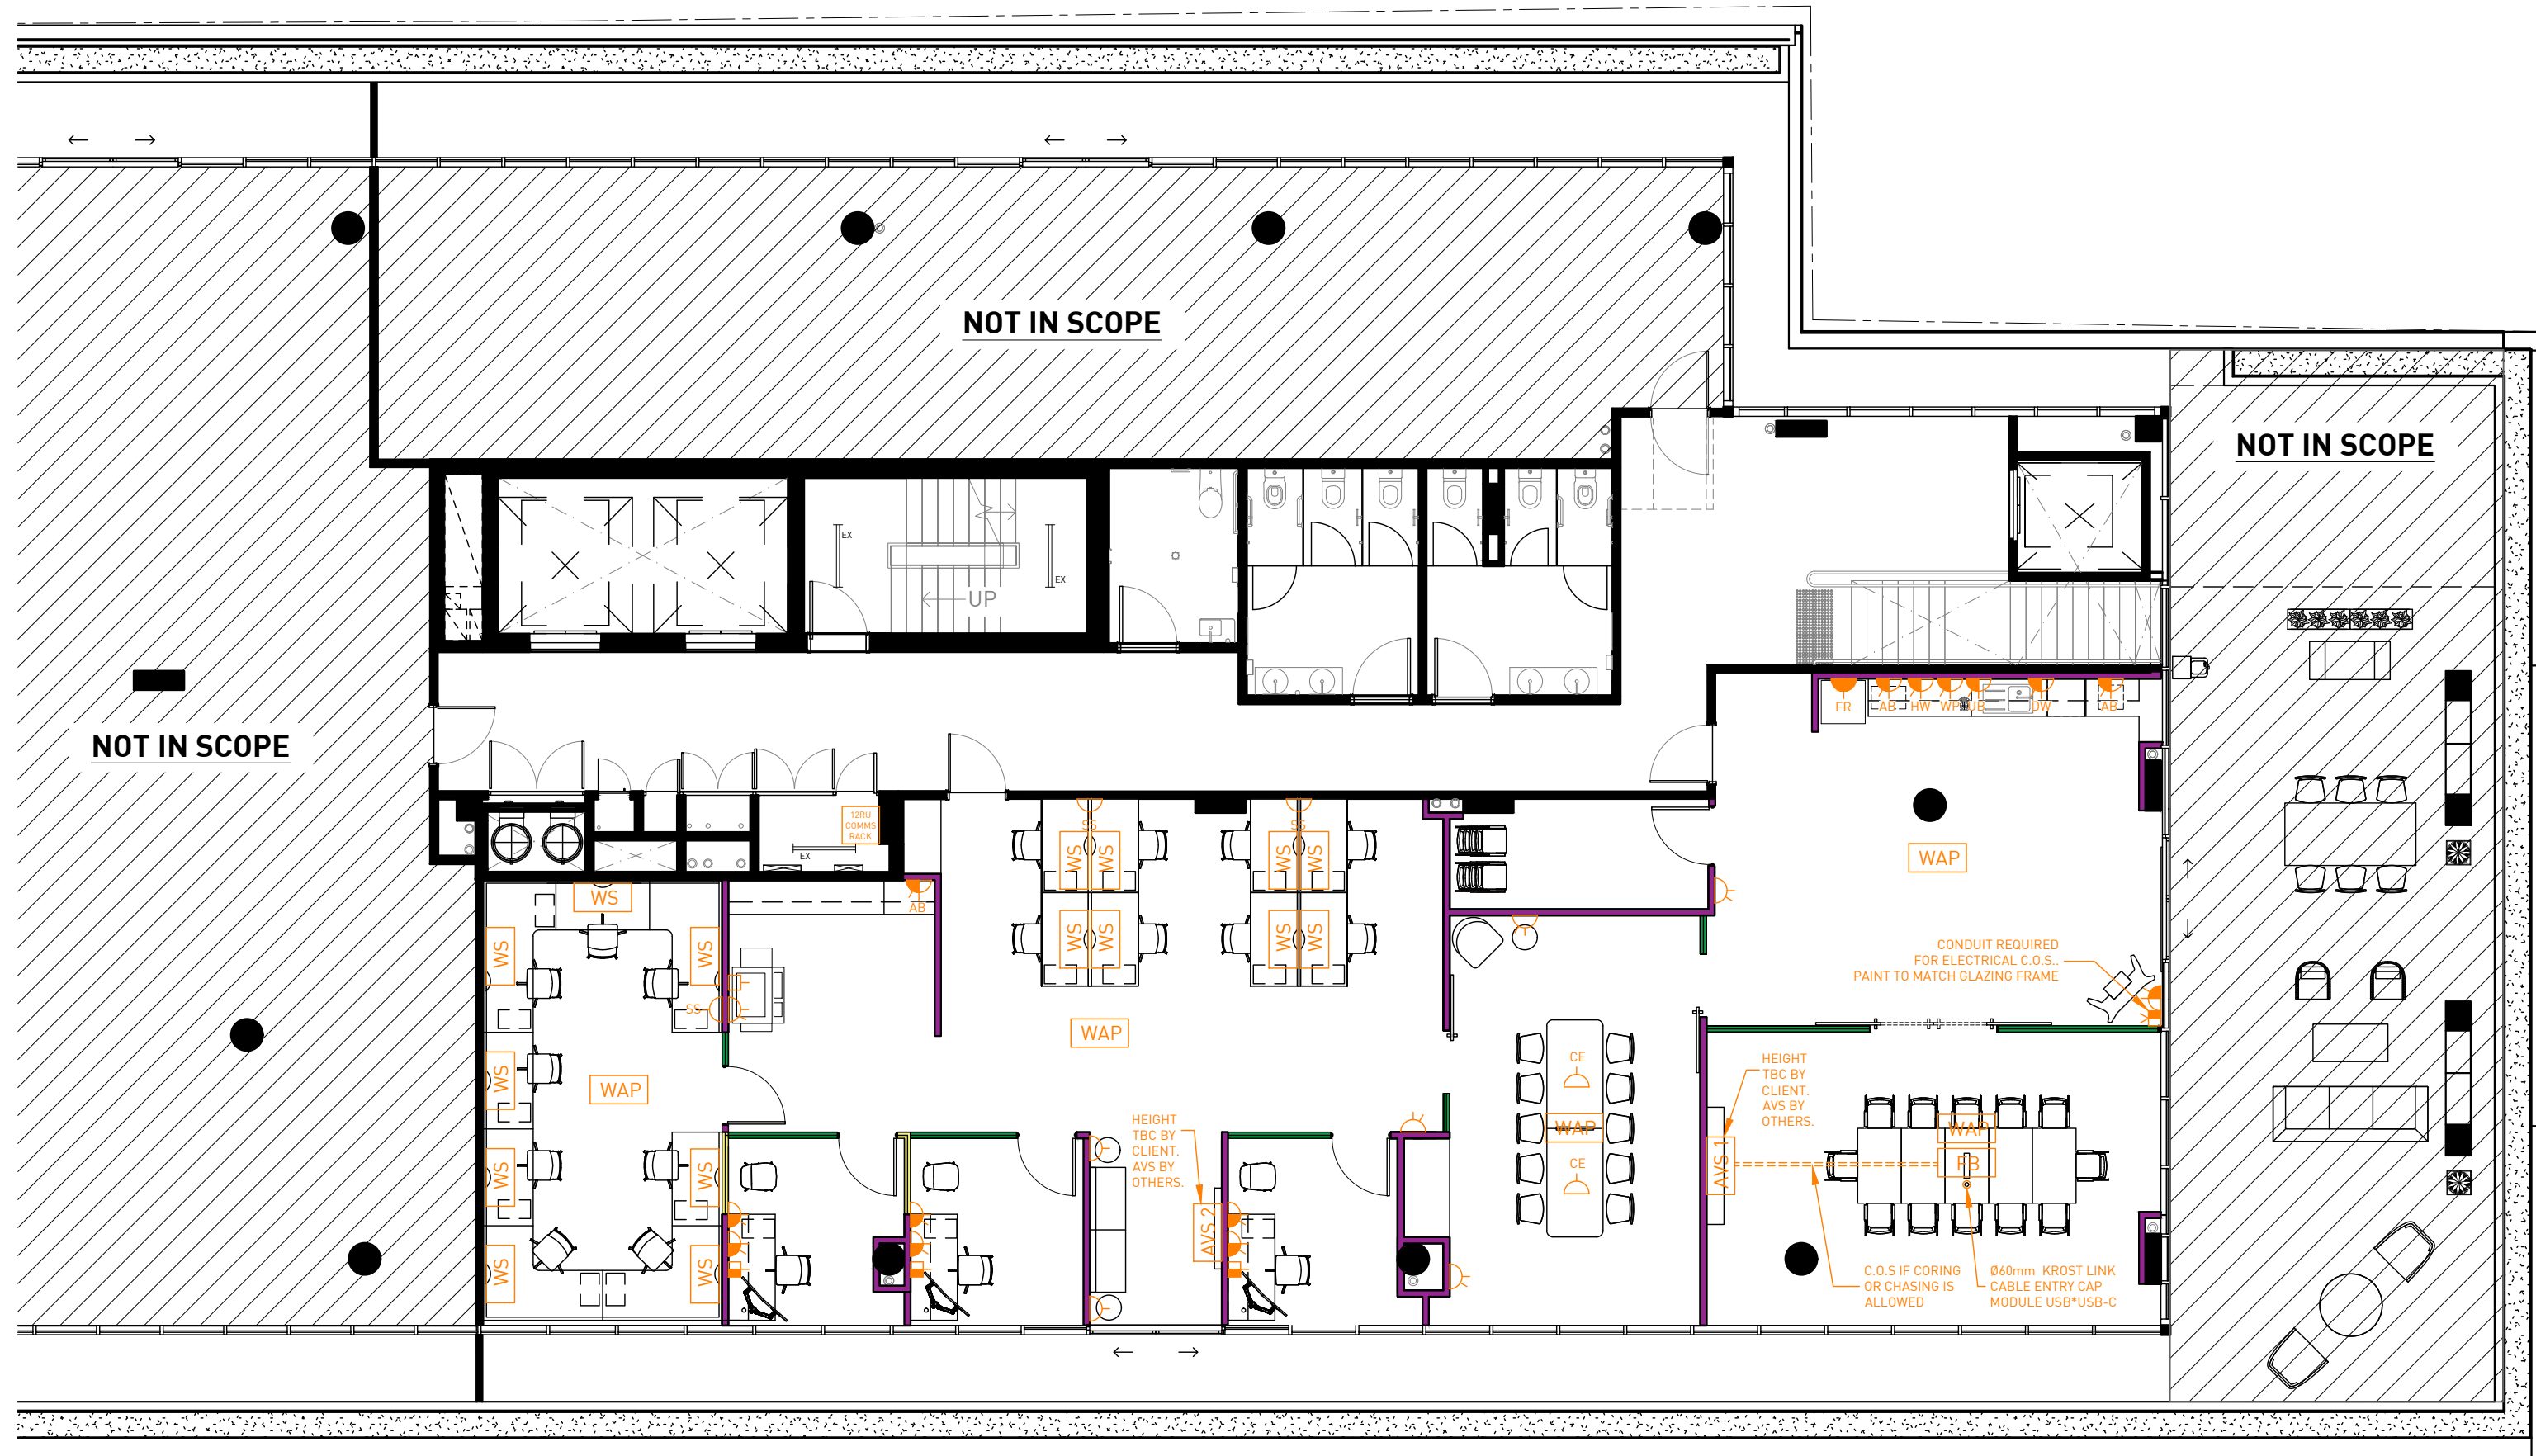 NOT IN SCOPE
NOT IN SCOPE
EX
EX
UP
FR
AB
HW
WP
UB
DW
AB
NOT IN SCOPE
12RU
COMMS
RACK
EX
SS
SS
WS
WS
WS
WS
WAP
WS
AB
WS
WS
WS
WS
WS
WS
CONDUIT REQUIRED
FOR ELECTRICAL C.O.S..
PAINT TO MATCH GLAZING FRAME
SS
WAP
WAP
WS
CE
HEIGHT
TBC BY
CLIENT.
AVS BY
OTHERS.
HEIGHT
TBC BY
CLIENT.
AVS BY
OTHERS.
WAP
WAP
WS
WS
CE
AVS 1
FB
AVS 2
WS
WS
C.O.S IF CORING
OR CHASING IS
ALLOWED
Ø60mm KROST LINK
CABLE ENTRY CAP
MODULE USB*USB-C